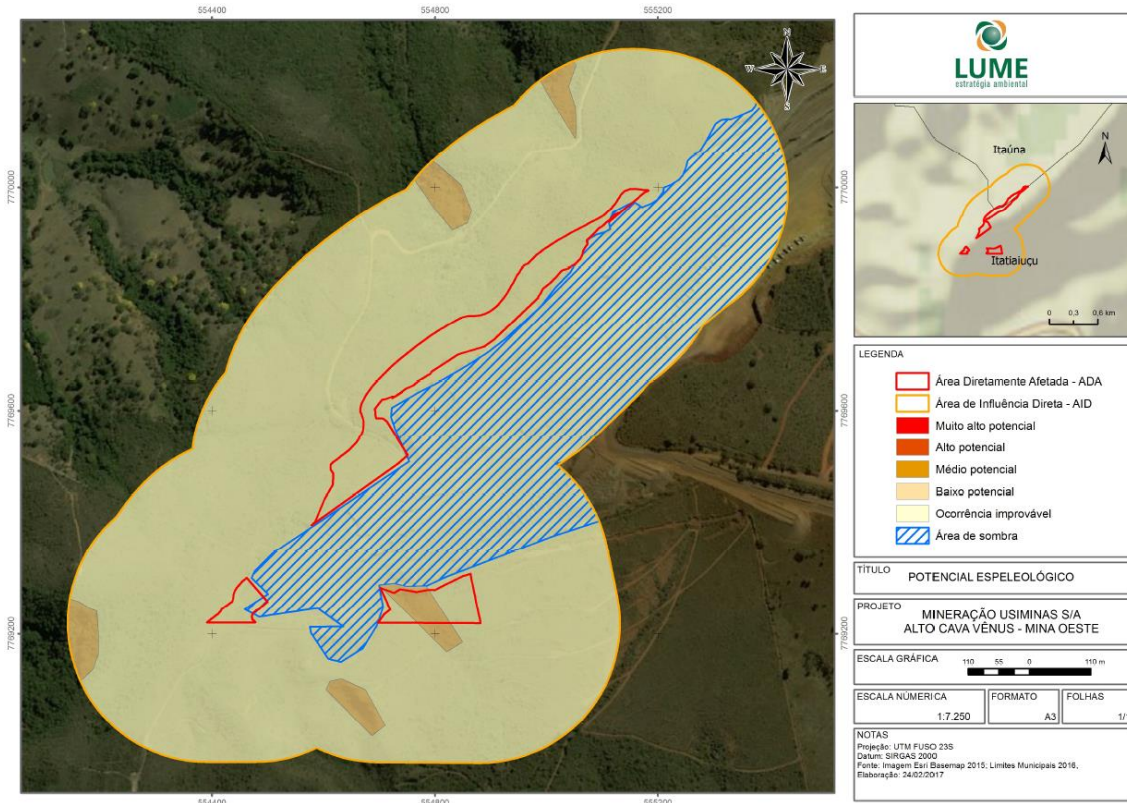 554400 554800 555200
7770000
7769600
7769200
N
W E
S
7770000
7769600
7769200
554400 554800 555200
LUME
estratégia ambiental
Itaúna
N
Itatiaiuçu
0 0,3 0,6 km
LEGENDA
Área Diretamente Afetada - ADA
Área de Influência Direta - AID
Muito alto potencial
Alto potencial
Médio potencial
Baixo potencial
Ocorrência improvável
Área de sombra
TÍTULO
POTENCIAL ESPELEOLÓGICO
PROJETO
MINERAÇÃO USIMINAS S/A
ALTO CAVA VÊNUS - MINA OESTE
ESCALA GRÁFICA 110 55 0 110 m
ESCALA NÚMERICA FORMATO FOLHAS
1:7.250 A3 1/1
NOTAS
Projeção: UTM FUSO 23S
Datum: SIRGAS 2000
Fonte: Imagem Esri Basemap 2015; Limites Municipais 2016,
Elaboração: 24/02/2017